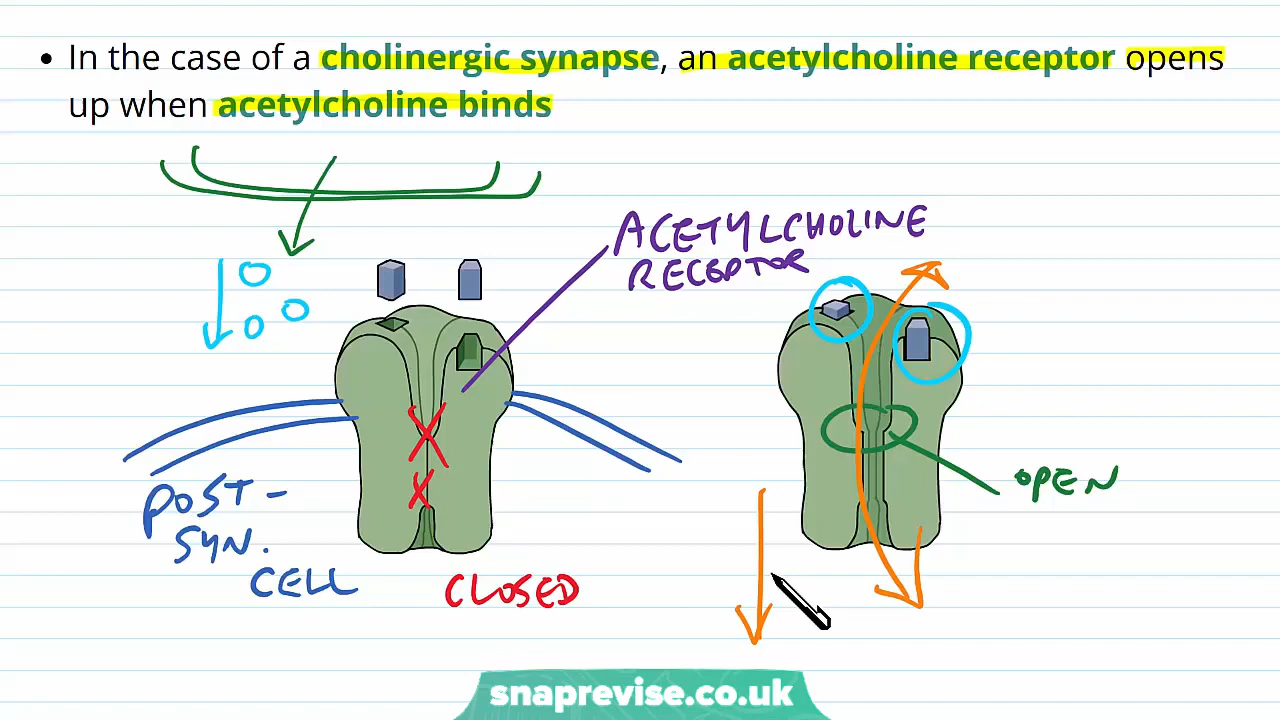 • In the case of a cholinergic synapse, an acetylcholine receptor opens
up when acetylcholine binds
ACETYLCHOLINE
RECEPTOR
POST-
SYN.
CELL
CLOSED
OPEN
snaprevise.co.uk